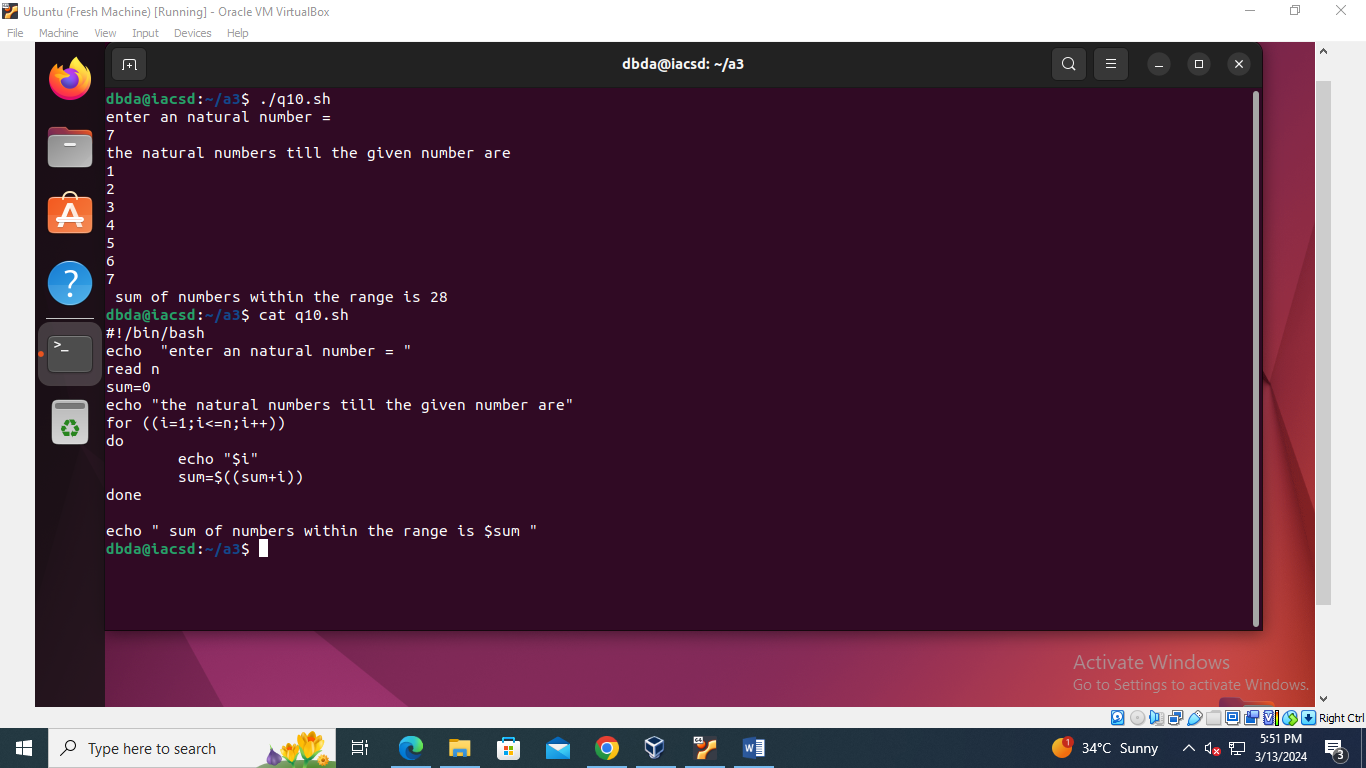 Ubuntu (Fresh Machine) [Running] - Oracle VM VirtualBox
File Machine View Input Devices Help
dbda@iacsd: ~/a3
dbda@iacsd:~/a3$ ./q10.sh
enter an natural number =
7
the natural numbers till the given number are
1
2
3
4
5
6
7
 sum of numbers within the range is 28
dbda@iacsd:~/a3$ cat q10.sh
#!/bin/bash
echo  "enter an natural number = "
read n
sum=0
echo "the natural numbers till the given number are"
for ((i=1;i<=n;i++))
do
        echo "$i"
        sum=$((sum+i))
done
echo " sum of numbers within the range is $sum "
dbda@iacsd:~/a3$
Activate Windows
Go to Settings to activate Windows.
Right Ctrl
Type here to search
1
34°C Sunny
5:51 PM
3/13/2024
3